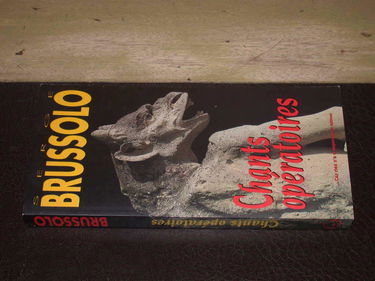 SERGE
BRUSSOLO
Chants
opératoires
BRUSSOLO
Chants opératoires